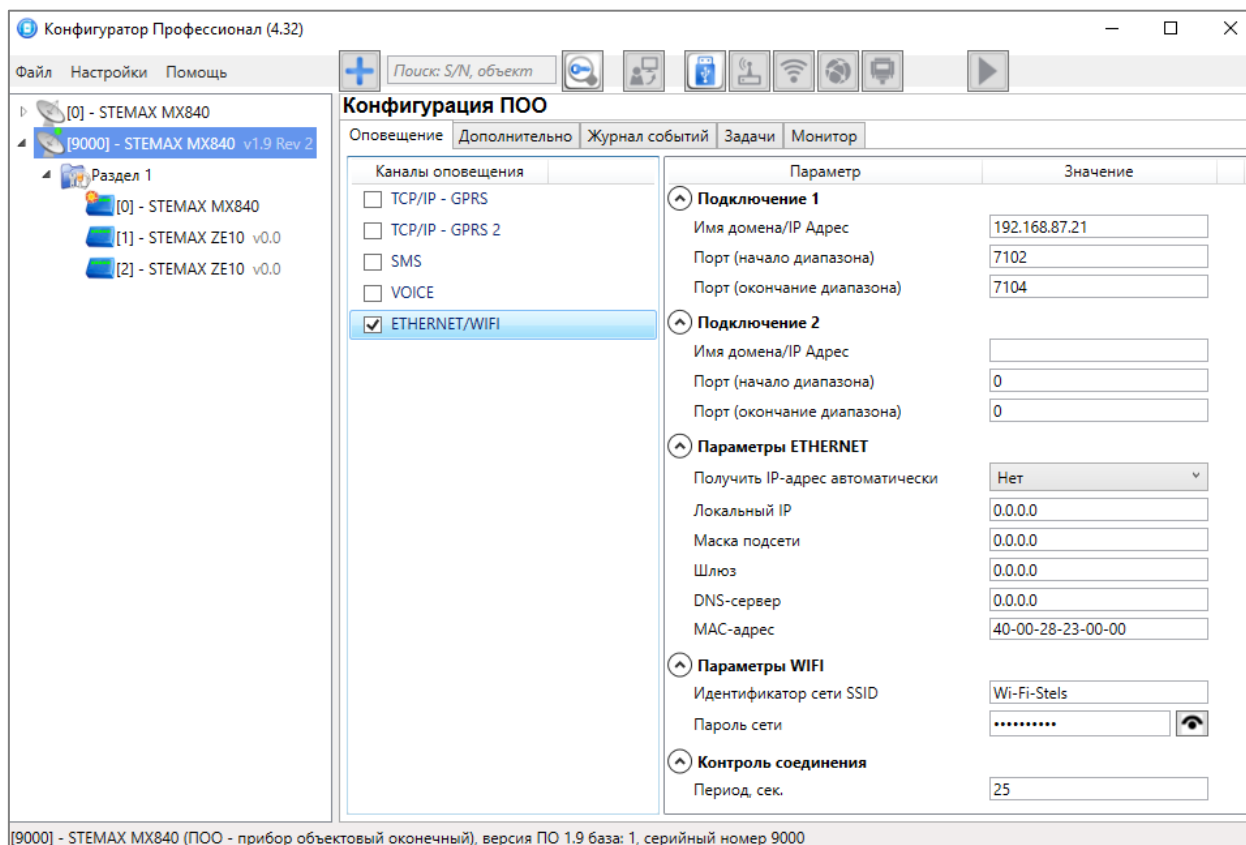 Конфигуратор Профессионал (4.32)
Файл Настройки Помощь
Поиск: S/N, объект
[0] - STEMAX MX840
[9000] - STEMAX MX840 v1.9 Rev 2
Раздел 1
[0] - STEMAX MX840
[1] - STEMAX ZE10 v0.0
[2] - STEMAX ZE10 v0.0
Конфигурация ПОО
Оповещение Дополнительно Журнал событий Задачи Монитор
Каналы оповещения
TCP/IP - GPRS
TCP/IP - GPRS 2
SMS
VOICE
ETHERNET/WIFI
Параметр Значение
Подключение 1
Имя домена/IP Адрес 192.168.87.21
Порт (начало диапазона) 7102
Порт (окончание диапазона) 7104
Подключение 2
Имя домена/IP Адрес
Порт (начало диапазона) 0
Порт (окончание диапазона) 0
Параметры ETHERNET
Получить IP-адрес автоматически Нет
Локальный IP 0.0.0.0
Маска подсети 0.0.0.0
Шлюз 0.0.0.0
DNS-сервер 0.0.0.0
MAC-адрес 40-00-28-23-00-00
Параметры WIFI
Идентификатор сети SSID Wi-Fi-Stels
Пароль сети ••••••••••
Контроль соединения
Период, сек. 25
[9000] - STEMAX MX840 (ПОО - прибор объектовый оконечный), версия ПО 1.9 база: 1, серийный номер 9000